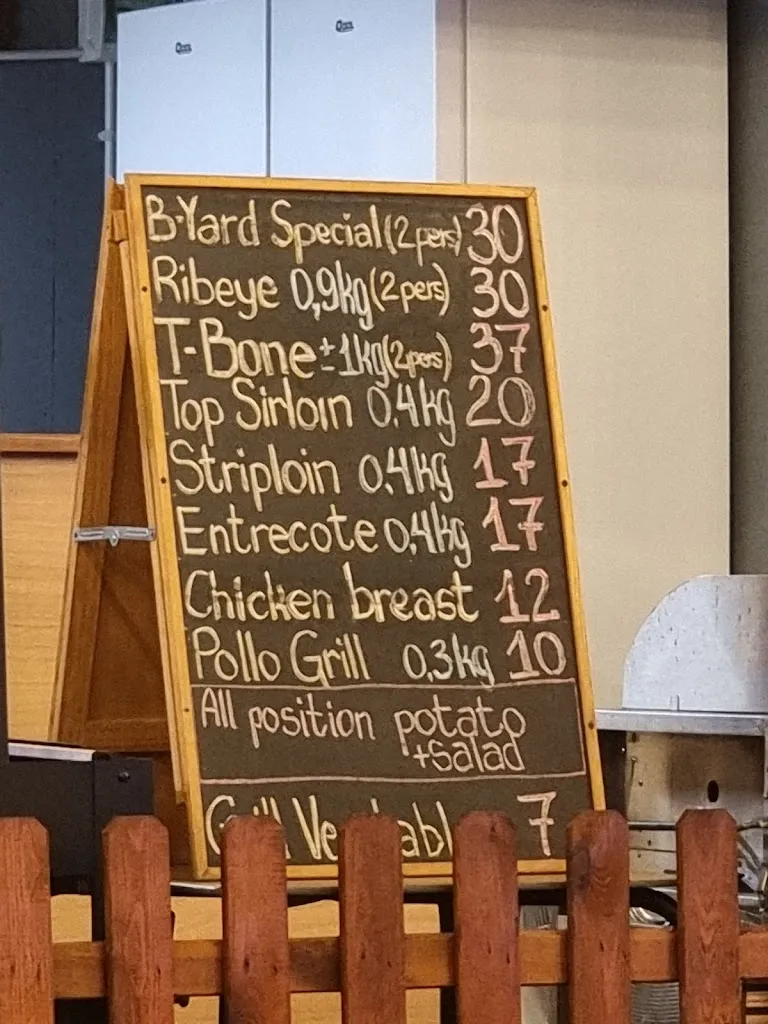 B-Yard Special (2 pers) 30
Ribeye 0,9kg (2 pers) 30
T-Bone ± 1kg (2pers) 37
Top Sirloin 0.4kg 20
Striploin 0.4kg 17
Entrecote 0,4kg 17
Chicken breast 12
Pollo Grill 0,3kg 10
All position potato
+salad
7